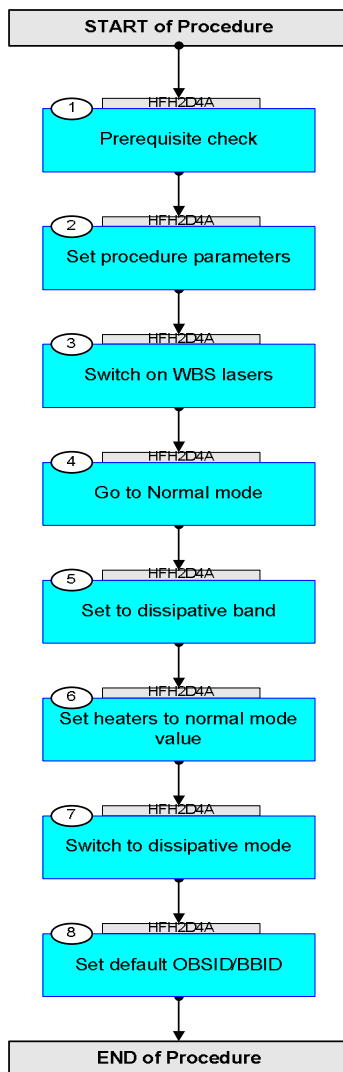 START of Procedure
HFH2D4A
1
Prerequisite check
HFH2D4A
2
Set procedure parameters
HFH2D4A
3
Switch on WBS lasers
HFH2D4A
4
Go to Normal mode
HFH2D4A
5
Set to dissipative band
HFH2D4A
6
Set heaters to normal mode
value
HFH2D4A
7
Switch to dissipative mode
HFH2D4A
8
Set default OBSID/BBID
END of Procedure